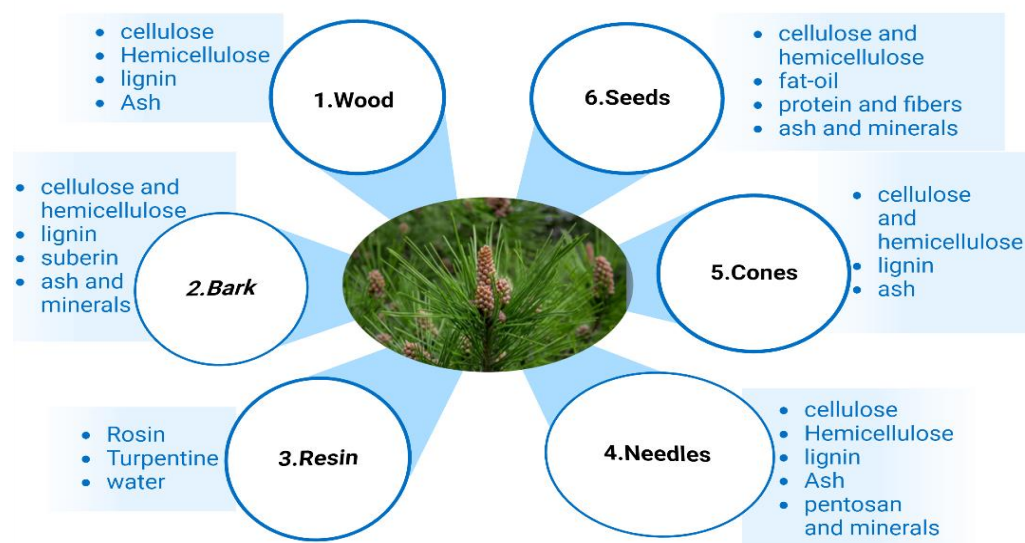 1.Wood
• cellulose
• Hemicellulose
• lignin
• Ash
2.Bark
• cellulose and
hemicellulose
• lignin
• suberin
• ash and
minerals
3.Resin
• Rosin
• Turpentine
• water
4.Needles
• cellulose
• Hemicellulose
• lignin
• Ash
• pentosan
and minerals
5.Cones
• cellulose
and
hemicellulose
• lignin
• ash
6.Seeds
• cellulose and
hemicellulose
• fat-oil
• protein and fibers
• ash and minerals